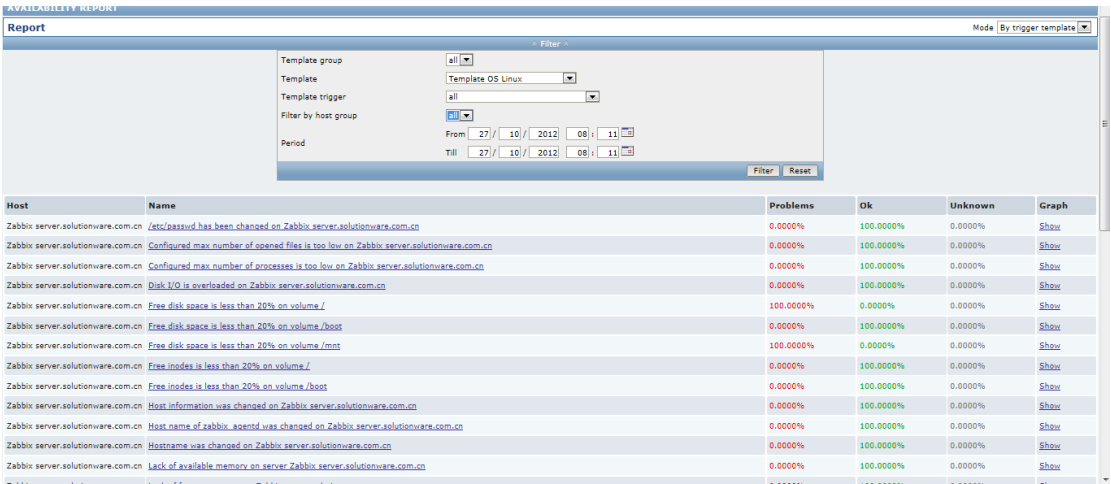 AVAILABILITY REPORT
Report Mode By trigger template
Filter
Template group all
Template Template OS Linux
Template trigger all
Filter by host group all
Period From 27 / 10 / 2012 08 : 11
Till 27 / 10 / 2012 08 : 11
Filter Reset
Host Name Problems Ok Unknown Graph
Zabbix server.solutionware.com.cn /etc/passwd has been changed on Zabbix server.solutionware.com.cn 0.0000% 100.0000% 0.0000% Show
Zabbix server.solutionware.com.cn Configured max number of opened files is too low on Zabbix server.solutionware.com.cn 0.0000% 100.0000% 0.0000% Show
Zabbix server.solutionware.com.cn Configured max number of processes is too low on Zabbix server.solutionware.com.cn 0.0000% 100.0000% 0.0000% Show
Zabbix server.solutionware.com.cn Disk I/O is overloaded on Zabbix server.solutionware.com.cn 0.0000% 100.0000% 0.0000% Show
Zabbix server.solutionware.com.cn Free disk space is less than 20% on volume / 100.0000% 0.0000% 0.0000% Show
Zabbix server.solutionware.com.cn Free disk space is less than 20% on volume /boot 0.0000% 100.0000% 0.0000% Show
Zabbix server.solutionware.com.cn Free disk space is less than 20% on volume /mnt 100.0000% 0.0000% 0.0000% Show
Zabbix server.solutionware.com.cn Free inodes is less than 20% on volume / 0.0000% 100.0000% 0.0000% Show
Zabbix server.solutionware.com.cn Free inodes is less than 20% on volume /boot 0.0000% 100.0000% 0.0000% Show
Zabbix server.solutionware.com.cn Host information was changed on Zabbix server.solutionware.com.cn 0.0000% 100.0000% 0.0000% Show
Zabbix server.solutionware.com.cn Host name of zabbix_agentd was changed on Zabbix server.solutionware.com.cn 0.0000% 100.0000% 0.0000% Show
Zabbix server.solutionware.com.cn Hostname was changed on Zabbix server.solutionware.com.cn 0.0000% 100.0000% 0.0000% Show
Zabbix server.solutionware.com.cn Lack of available memory on server Zabbix server.solutionware.com.cn 0.0000% 100.0000% 0.0000% Show